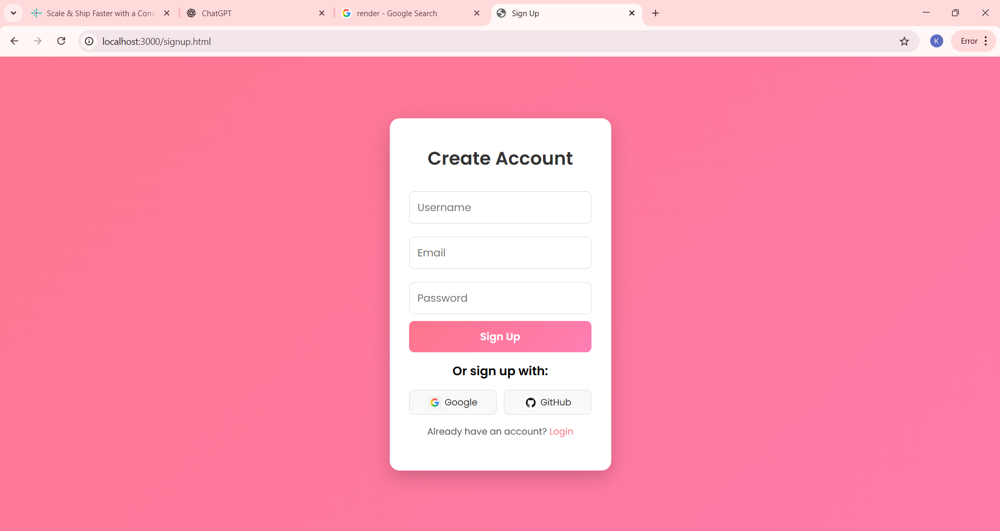 Scale & Ship Faster with a Com
ChatGPT
render - Google Search
Sign Up
localhost:3000/signup.html
K
Error
Create Account
Username
Email
Password
Sign Up
Or sign up with:
Google
GitHub
Already have an account? Login